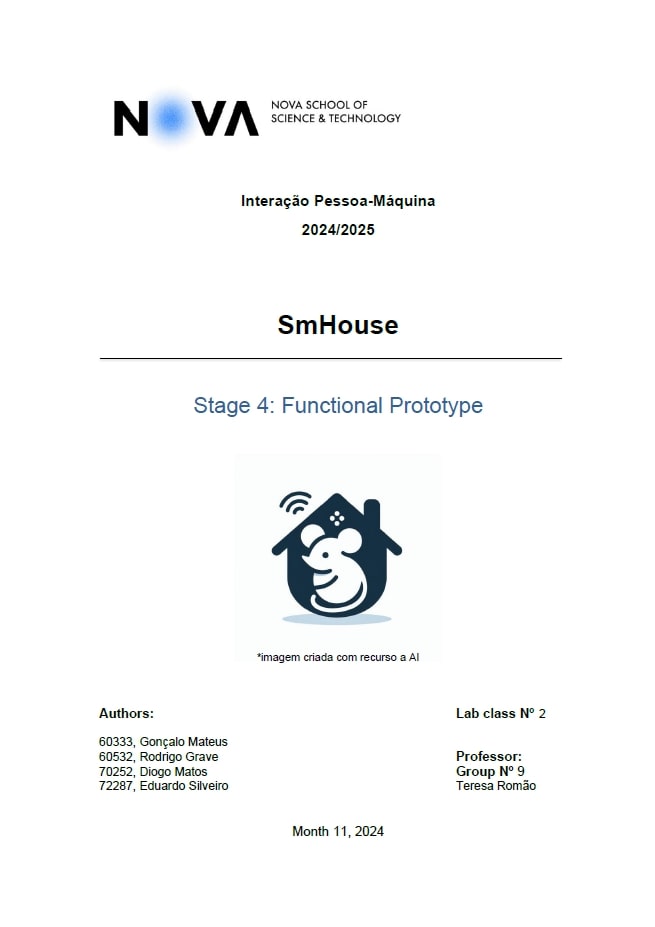 NOVA
NOVA SCHOOL OF
SCIENCE & TECHNOLOGY
Interação Pessoa-Máquina
2024/2025
SmHouse
Stage 4: Functional Prototype
*imagem criada com recurso a AI
Authors:
60333, Gonçalo Mateus
60532, Rodrigo Grave
70252, Diogo Matos
72287, Eduardo Silveiro
Lab class Nº 2
Professor:
Group Nº 9
Teresa Romão
Month 11, 2024